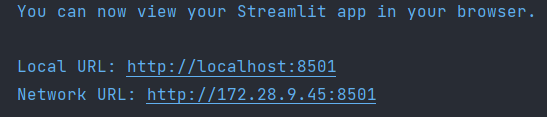 You can now view your Streamlit app in your browser.
Local URL: http://localhost:8501
Network URL: http://172.28.9.45:8501